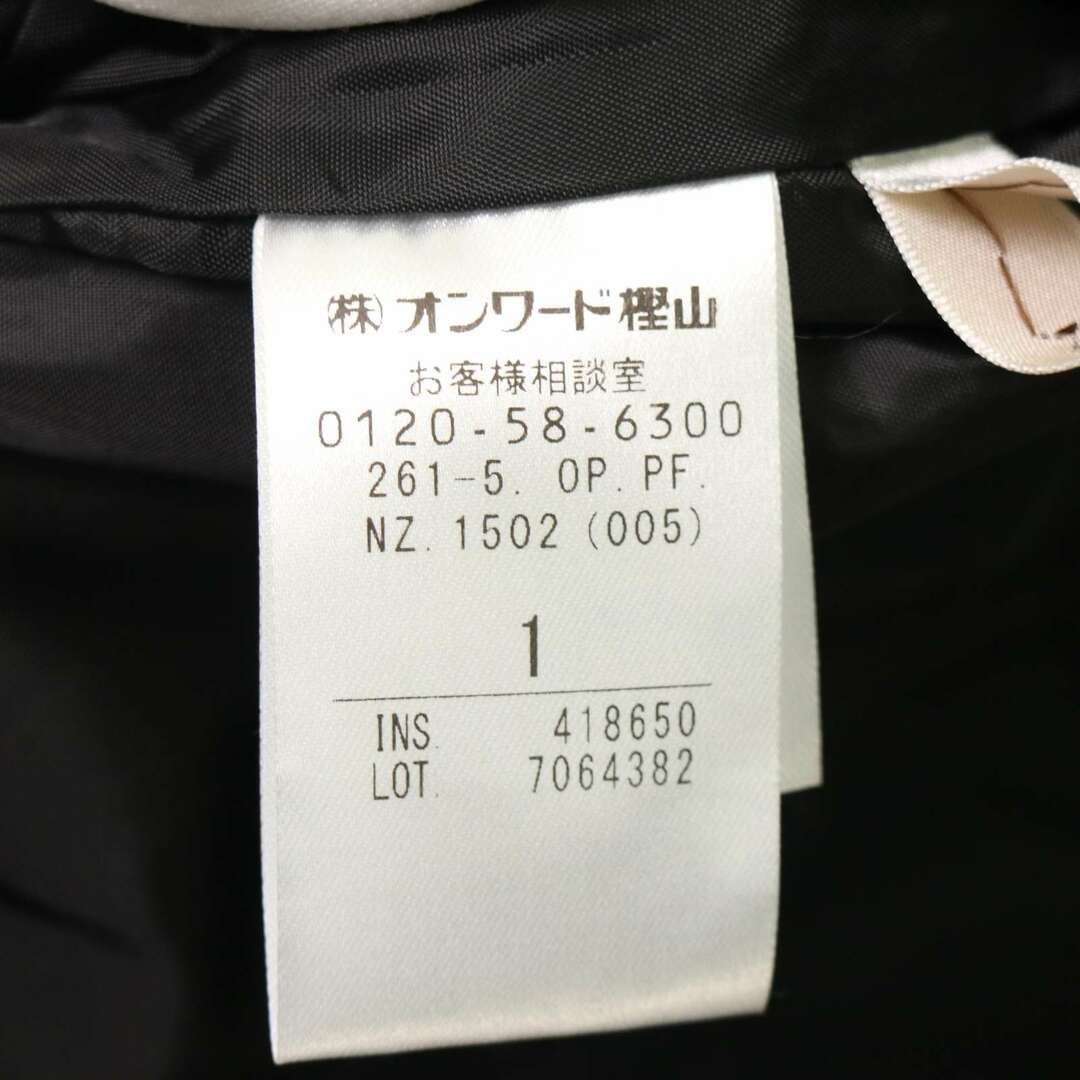 (株)オンワード樫山
お客様相談室
0120-58-6300
261-5. OP. PF.
NZ. 1502 (005)
1
INS. 418650
LOT. 7064382